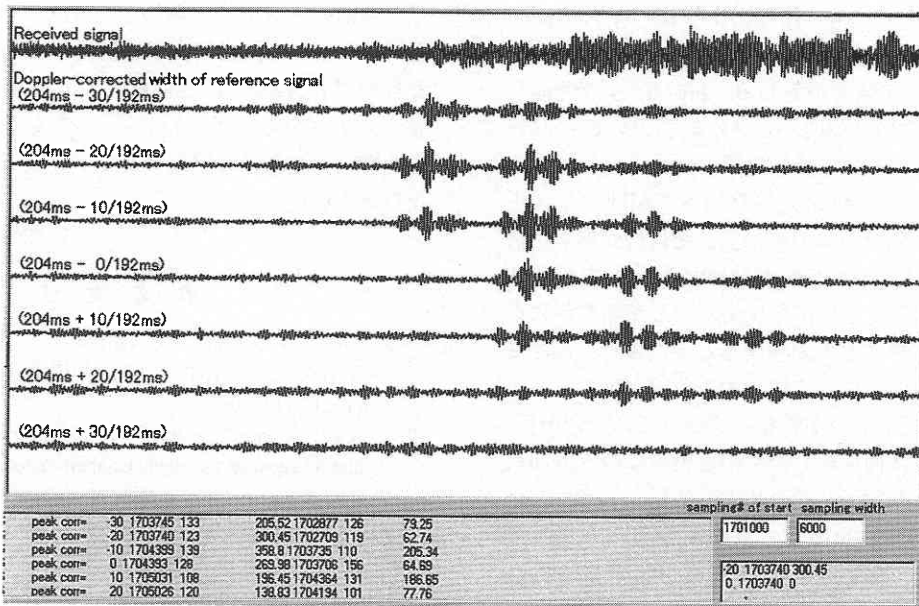 Received signal
Doppler-corrected width of reference signal
(204ms - 30/192ms)
(204ms - 20/192ms)
(204ms - 10/192ms)
(204ms - 0/192ms)
(204ms + 10/192ms)
(204ms + 20/192ms)
(204ms + 30/192ms)
sampling# of start sampling width
1701000 6000
peak corr= -30 1703745 133 205.52 1702877 126 79.25
peak corr= -20 1703740 123 300.45 1702709 119 62.74
peak corr= -10 1704399 139 358.8 1703735 110 205.34
peak corr= 0 1704393 128 269.98 1703706 156 64.69
peak corr= 10 1705031 108 196.45 1704364 131 186.65
peak corr= 20 1705026 120 138.83 1704194 101 77.76
-20 1703740 300.45
0, 1703740 0